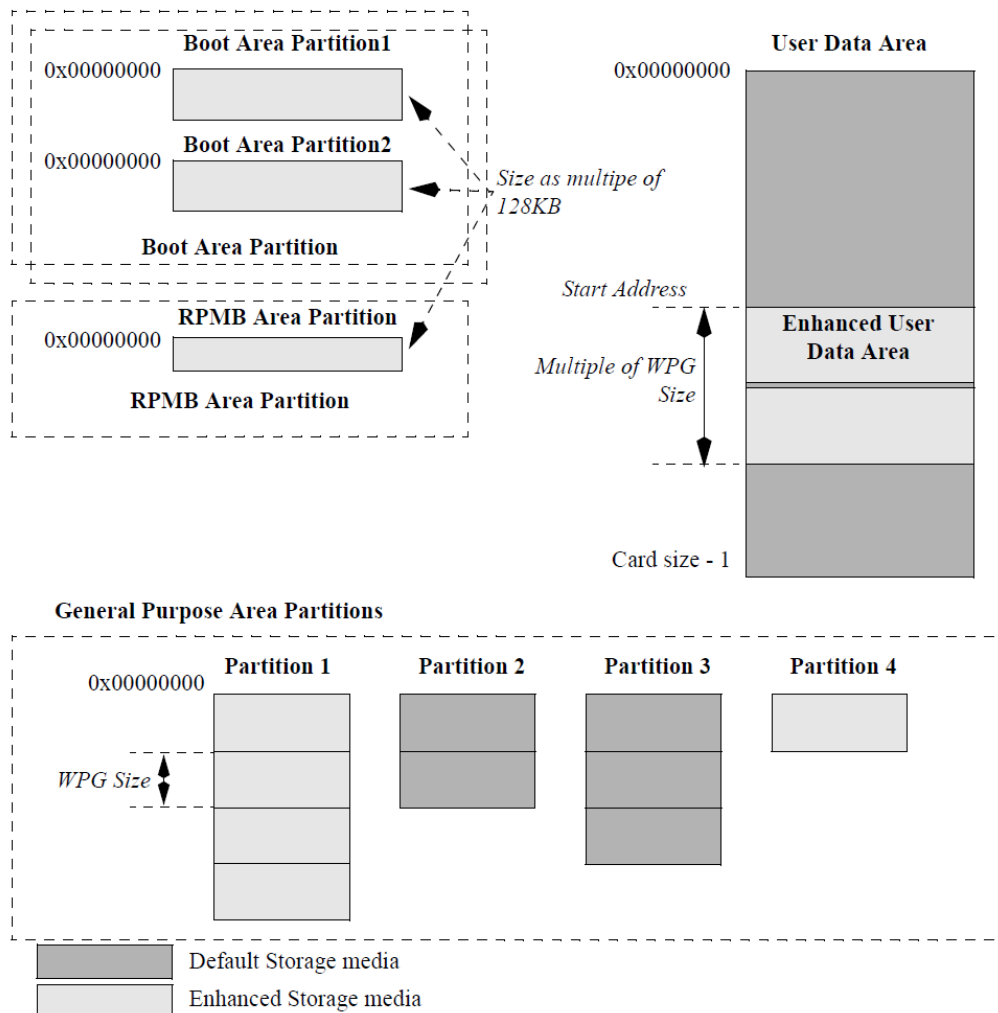 Boot Area Partition1
0x00000000
Boot Area Partition2
0x00000000
Size as multipe of
128KB
Boot Area Partition
RPMB Area Partition
0x00000000
RPMB Area Partition
User Data Area
0x00000000
Start Address
Enhanced User
Data Area
Multiple of WPG
Size
Card size - 1
General Purpose Area Partitions
Partition 1
Partition 2
Partition 3
Partition 4
0x00000000
WPG Size
Default Storage media
Enhanced Storage media